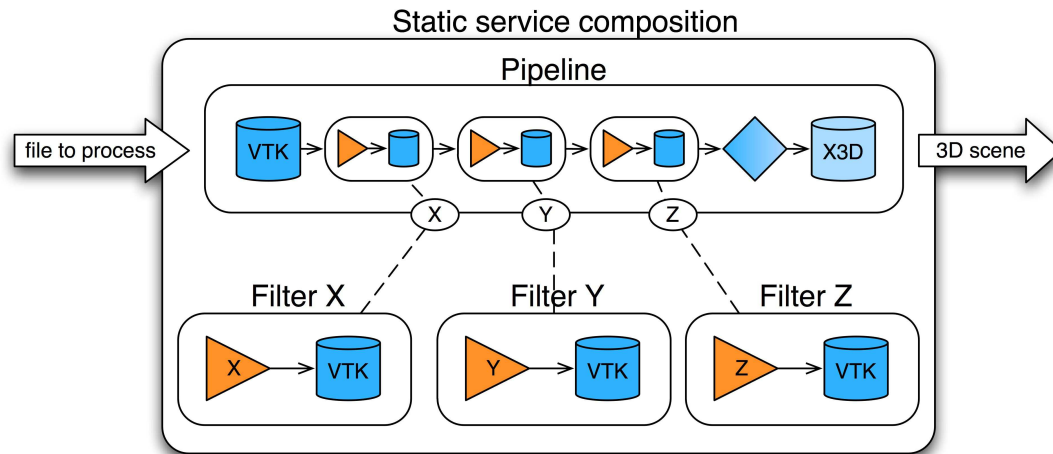 Static service composition
Pipeline
file to process
VTK
X3D
3D scene
X
Y
Z
Filter X
Filter Y
Filter Z
X
VTK
Y
VTK
Z
VTK